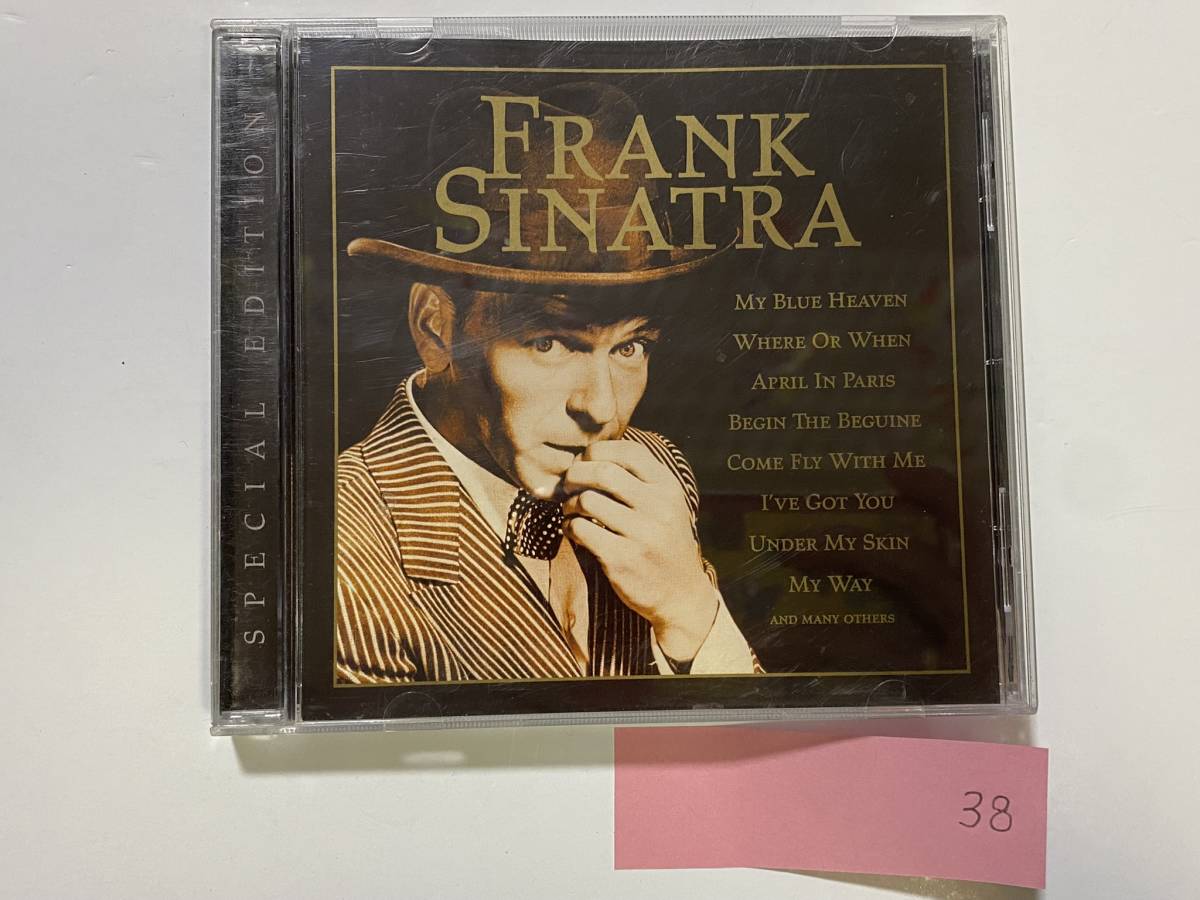 SPECIAL EDITION
FRANK
SINATRA
MY BLUE HEAVEN
WHERE OR WHEN
APRIL IN PARIS
BEGIN THE BEGUINE
COME FLY WITH ME
I'VE GOT YOU
UNDER MY SKIN
MY WAY
AND MANY OTHERS
38